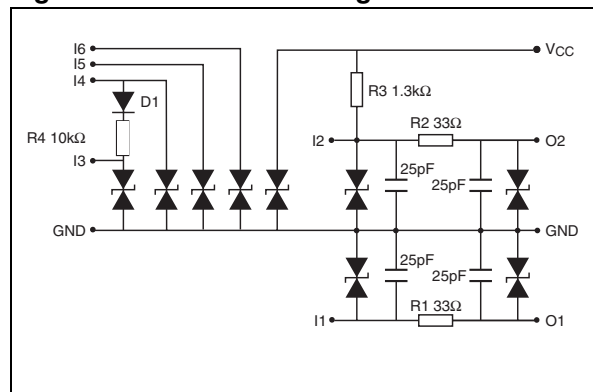 I6
I5
I4
VCC
D1
R3 1.3kΩ
R4 10kΩ
I2
R2 33Ω
O2
I3
25pF
25pF
GND
GND
25pF
25pF
R1 33Ω
I1
O1